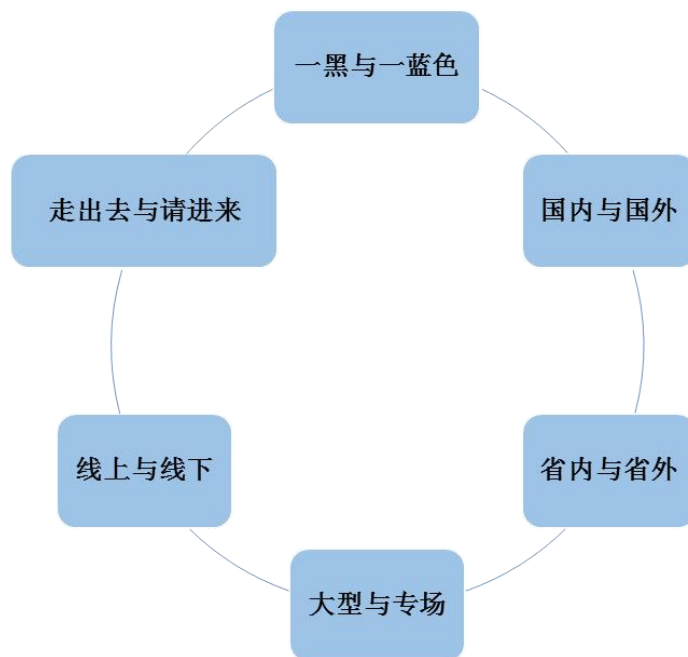 一黑与一蓝色
国内与国外
省内与省外
大型与专场
线上与线下
走出去与请进来